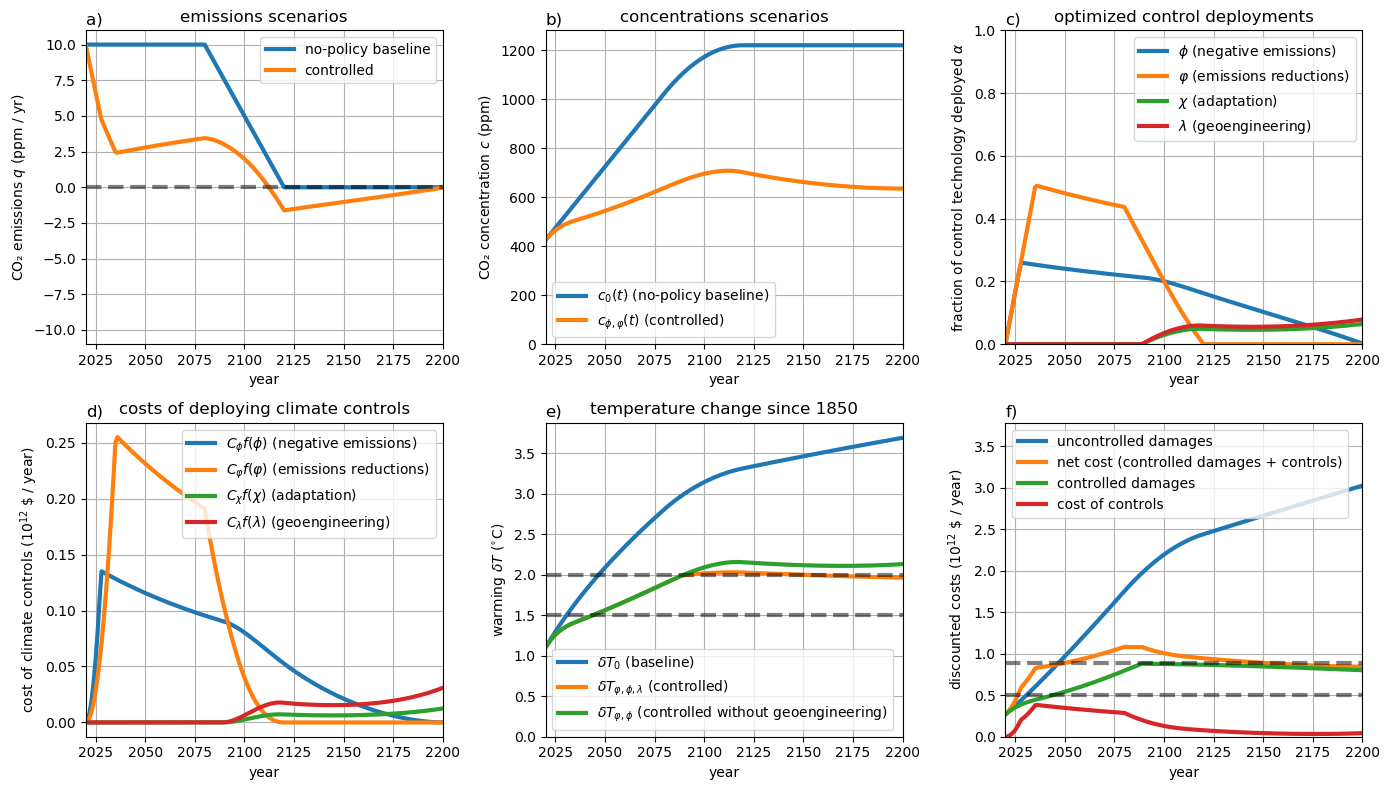 a) emissions scenarios
10.0
7.5
5.0
2.5
0.0
−2.5
−5.0
−7.5
−10.0
CO₂ emissions q (ppm / yr)
no-policy baseline
controlled
2025 2050 2075 2100 2125 2150 2175 2200
year
b) concentrations scenarios
1200
1000
800
600
400
200
0
CO₂ concentration c (ppm)
c₀(t) (no-policy baseline)
c_ϕ,φ(t) (controlled)
2025 2050 2075 2100 2125 2150 2175 2200
year
c) optimized control deployments
1.0
0.8
0.6
0.4
0.2
0.0
fraction of control technology deployed α
ϕ (negative emissions)
φ (emissions reductions)
χ (adaptation)
λ (geoengineering)
2025 2050 2075 2100 2125 2150 2175 2200
year
d) costs of deploying climate controls
0.25
0.20
0.15
0.10
0.05
0.00
cost of climate controls (10¹² $ / year)
C_ϕ f(ϕ) (negative emissions)
C_φ f(φ) (emissions reductions)
C_χ f(χ) (adaptation)
C_λ f(λ) (geoengineering)
2025 2050 2075 2100 2125 2150 2175 2200
year
e) temperature change since 1850
3.5
3.0
2.5
2.0
1.5
1.0
0.5
0.0
warming δT (°C)
δT₀ (baseline)
δT_φ,ϕ,λ (controlled)
δT_φ,ϕ (controlled without geoengineering)
2025 2050 2075 2100 2125 2150 2175 2200
year
f)
3.5
3.0
2.5
2.0
1.5
1.0
0.5
0.0
discounted costs (10¹² $ / year)
uncontrolled damages
net cost (controlled damages + controls)
controlled damages
cost of controls
2025 2050 2075 2100 2125 2150 2175 2200
year